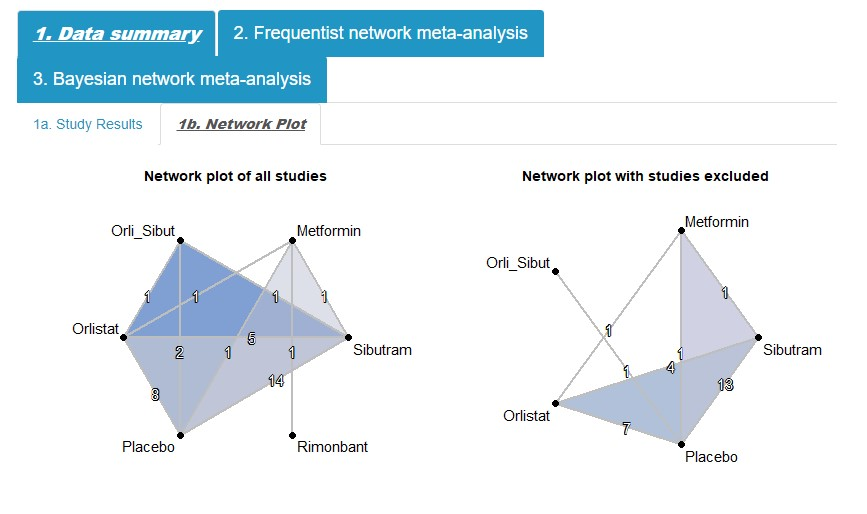 1. Data summary
2. Frequentist network meta-analysis
3. Bayesian network meta-analysis
1a. Study Results
1b. Network Plot
Network plot of all studies
Orli_Sibut
Metformin
1
1
1
1
Orlistat
5
Sibutram
2
1
1
14
8
Placebo
Rimonbant
Network plot with studies excluded
Metformin
Orli_Sibut
1
1
Sibutram
1
4
1
13
Orlistat
7
Placebo